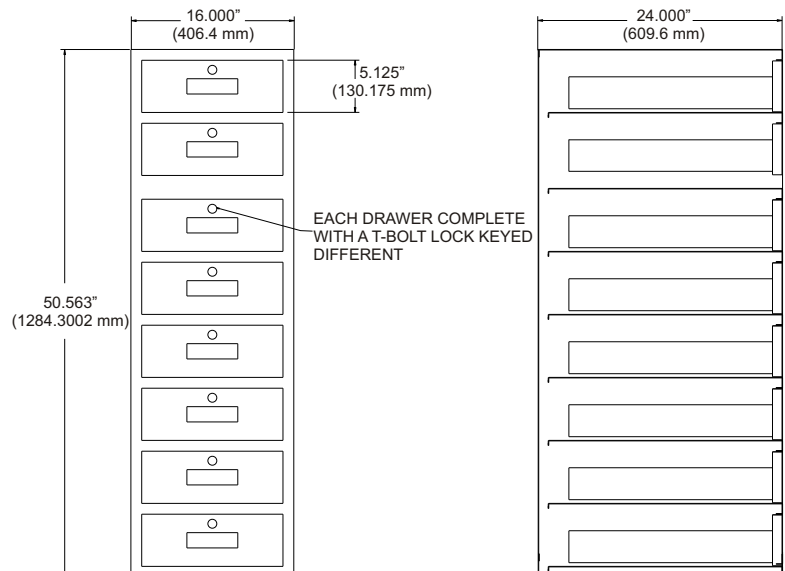 16.000”
(406.4 mm)
24.000”
(609.6 mm)
5.125”
(130.175 mm)
EACH DRAWER COMPLETE
WITH A T-BOLT LOCK KEYED
DIFFERENT
50.563”
(1284.3002 mm)